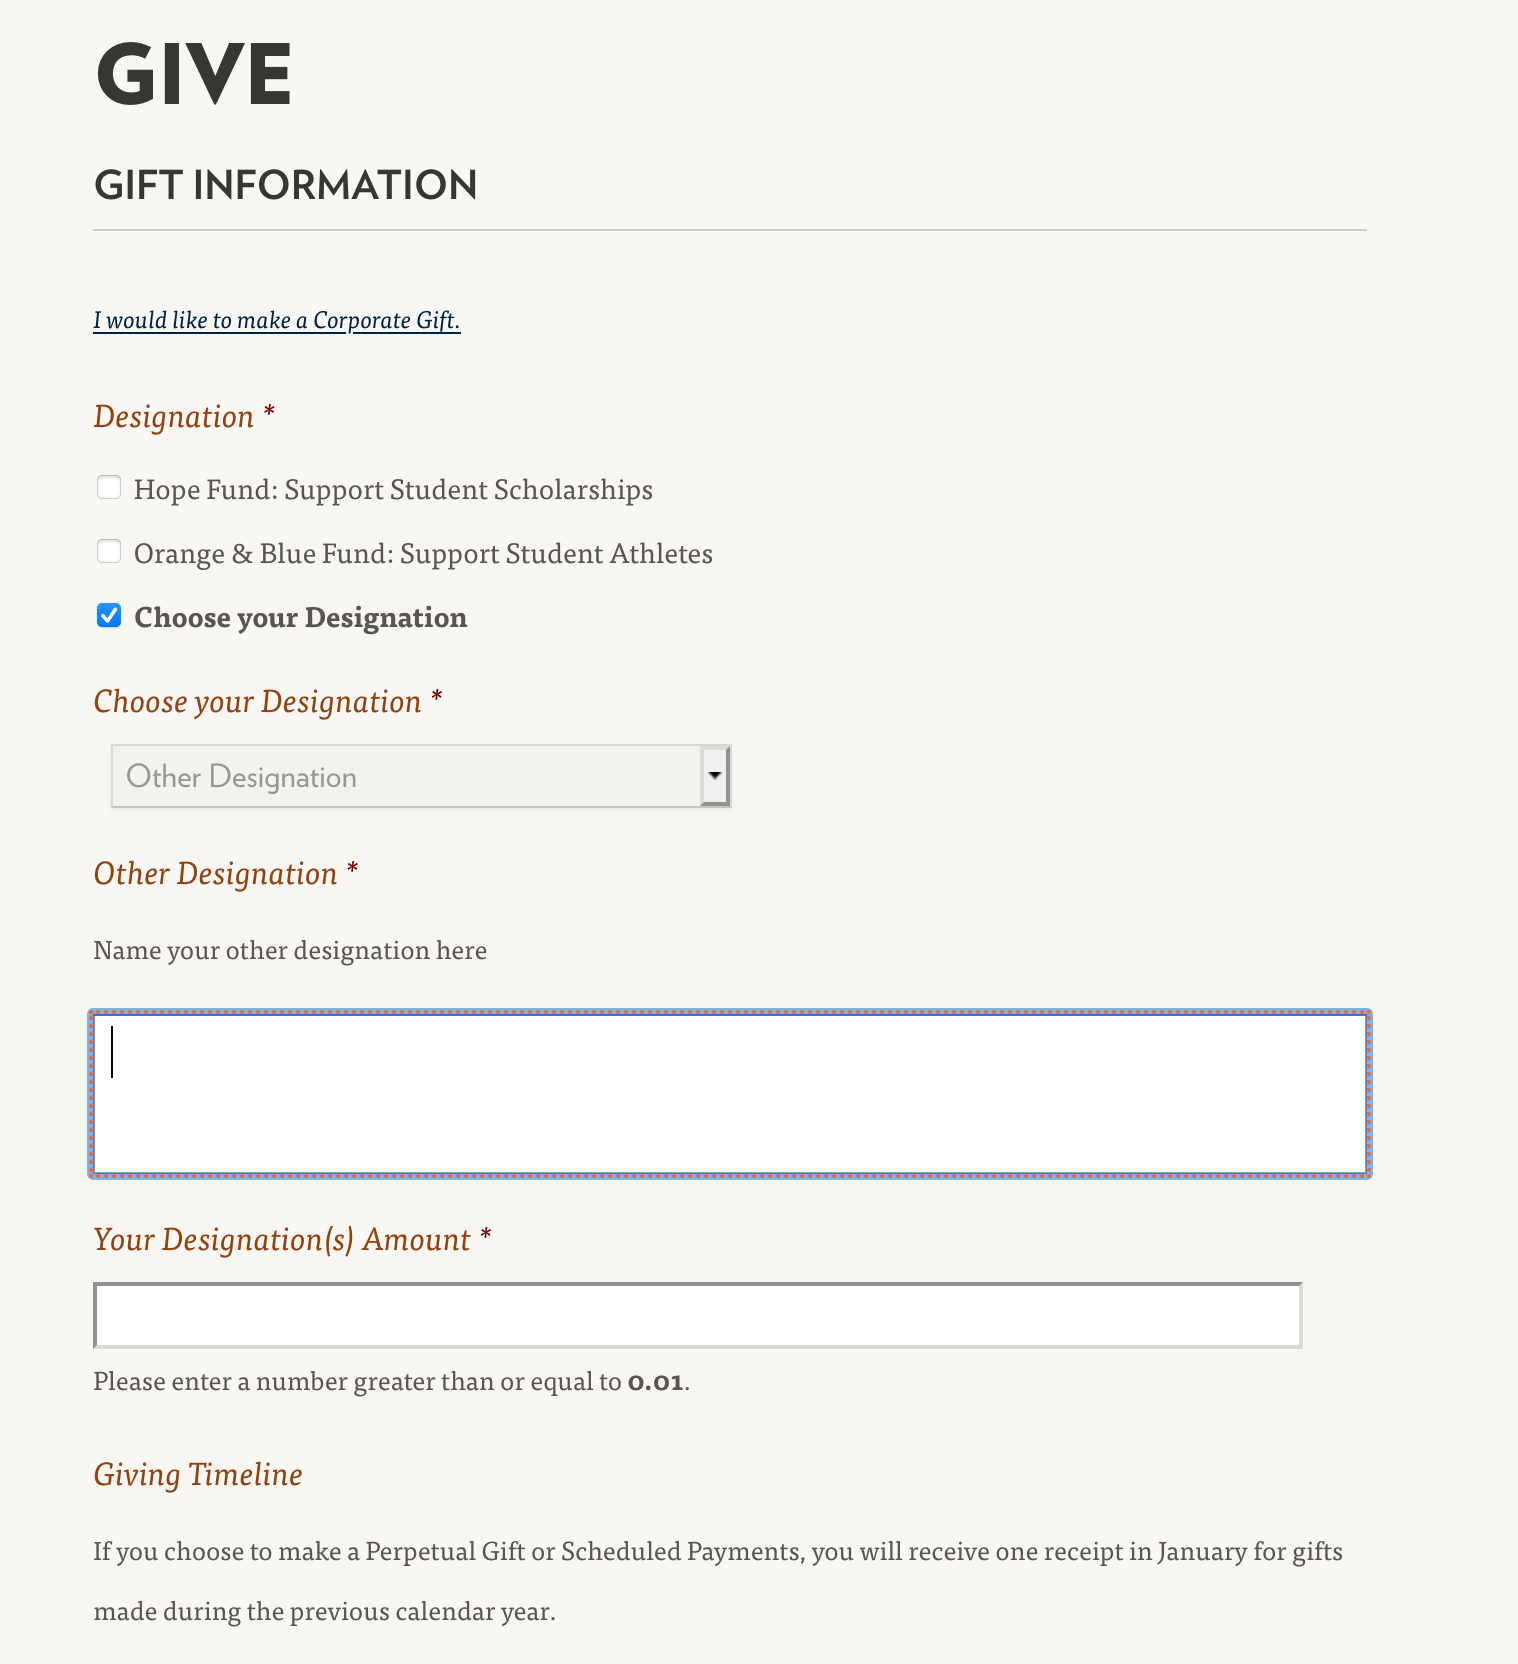 GIVE
GIFT INFORMATION
I would like to make a Corporate Gift.
Designation *
Hope Fund: Support Student Scholarships
Orange & Blue Fund: Support Student Athletes
Choose your Designation
Choose your Designation *
Other Designation
Other Designation *
Name your other designation here
Your Designation(s) Amount *
Please enter a number greater than or equal to 0.01.
Giving Timeline
If you choose to make a Perpetual Gift or Scheduled Payments, you will receive one receipt in January for gifts
made during the previous calendar year.